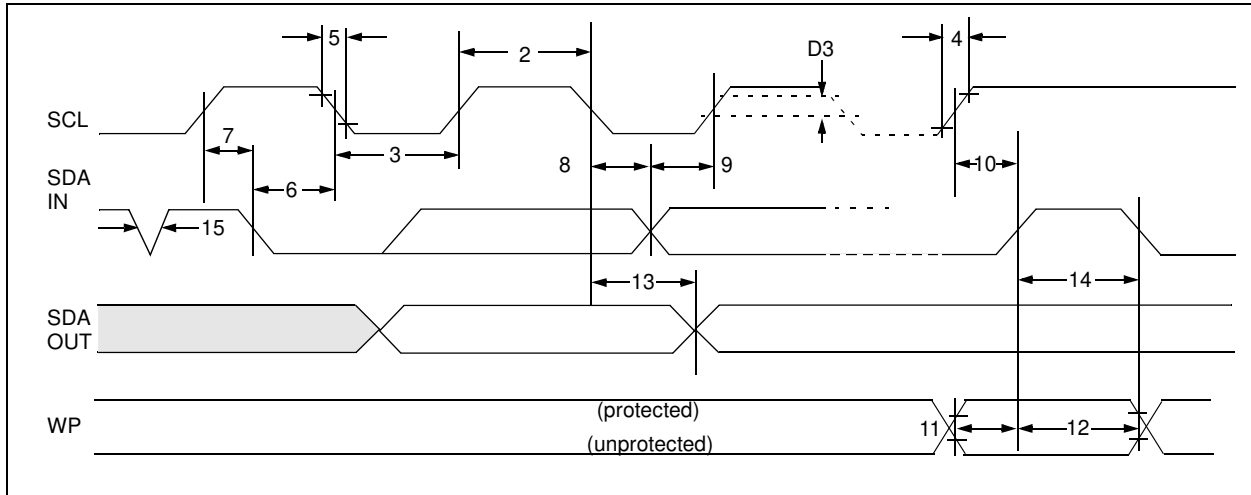 5
2
4
D3
SCL
7
3
8
9
10
SDA
IN
6
15
13
14
SDA
OUT
WP
(protected)
(unprotected)
11
12